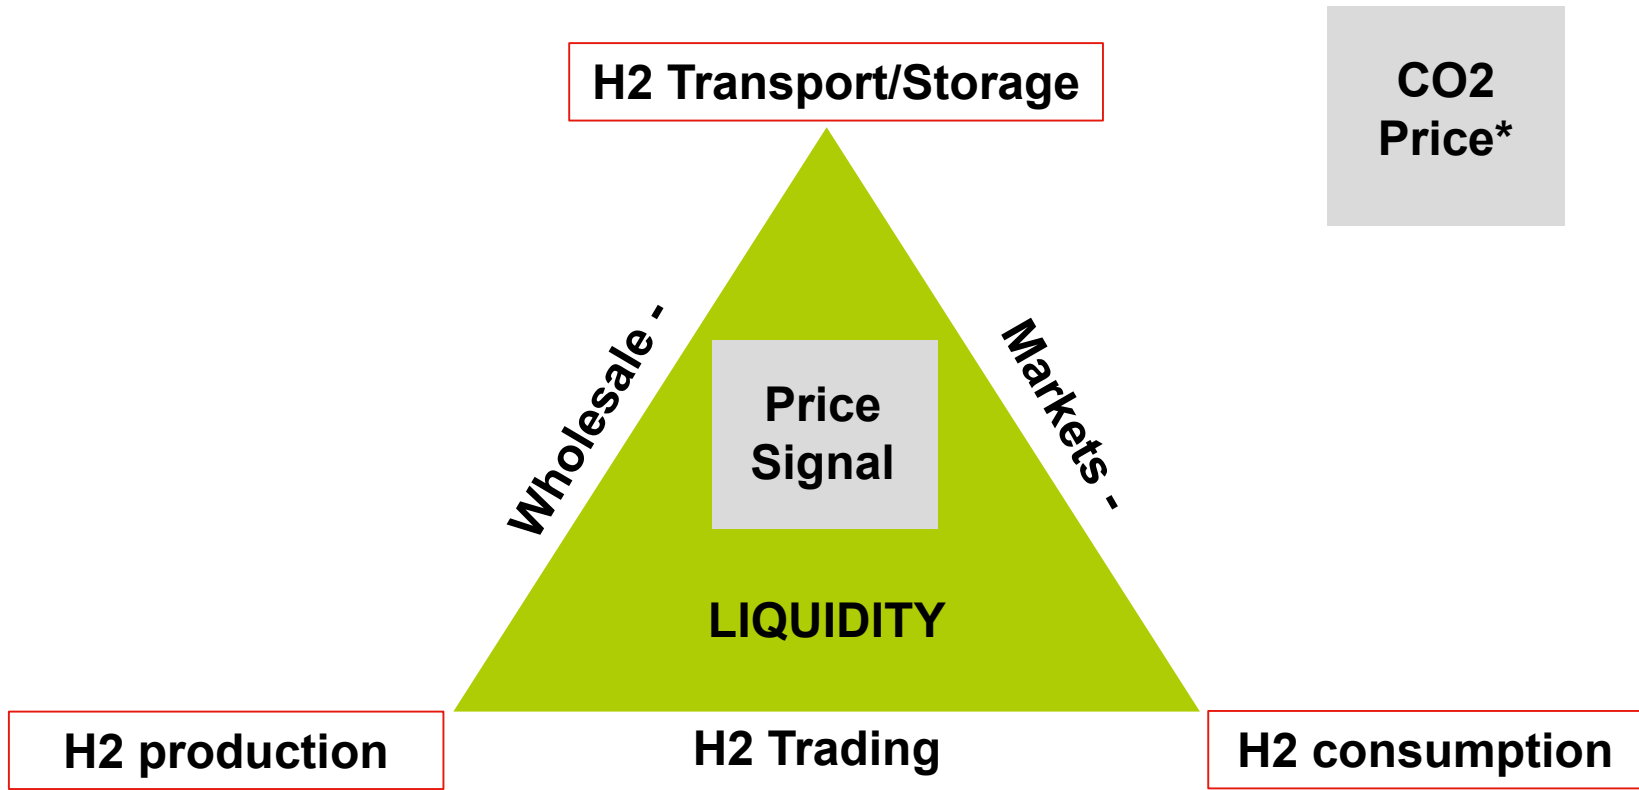 H2 Transport/Storage
CO2
Price*
Wholesale -
Markets -
Price
Signal
LIQUIDITY
H2 production
H2 Trading
H2 consumption